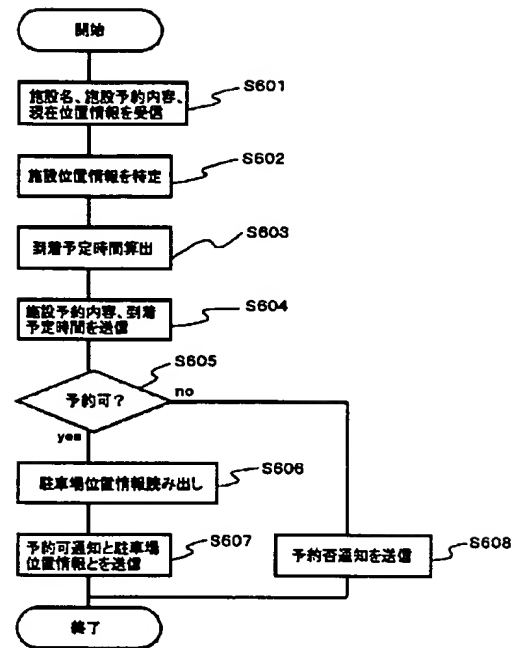 開始
施設名、施設予約内容、
現在位置情報を受信
S601
施設位置情報を特定
S602
到着予定時間算出
S603
施設予約内容、到着
予定時間を送信
S604
S605
予約可?
no
yes
駐車場位置情報読み出し
S606
予約可通知と駐車場
位置情報とを送信
S607
予約否通知を送信
S608
終了